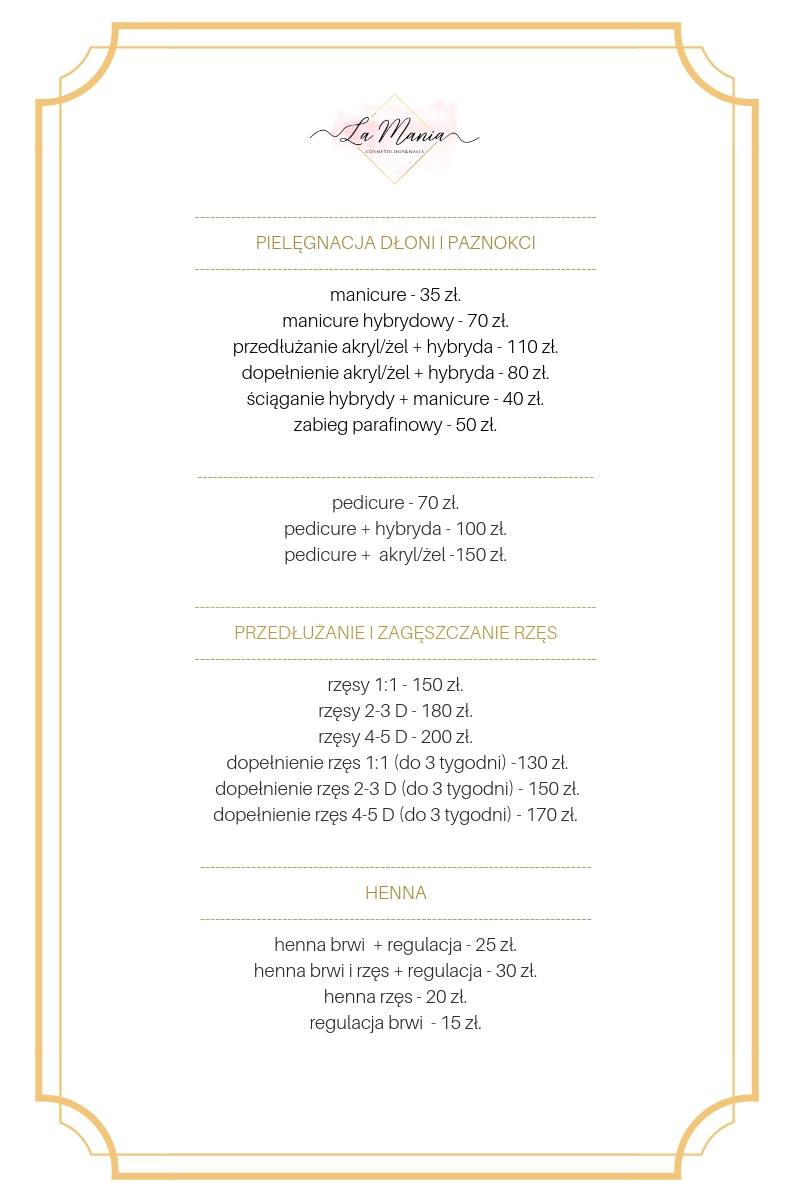 La Mania
COSMETOLOGY&NAILS
PIELĘGNACJA DŁONI I PAZNOKCI
manicure - 35 zł.
manicure hybrydowy - 70 zł.
przedłużanie akryl/żel + hybryda - 110 zł.
dopełnienie akryl/żel + hybryda - 80 zł.
ściąganie hybrydy + manicure - 40 zł.
zabieg parafinowy - 50 zł.
pedicure - 70 zł.
pedicure + hybryda - 100 zł.
pedicure +  akryl/żel -150 zł.
PRZEDŁUŻANIE I ZAGĘSZCZANIE RZĘS
rzęsy 1:1 - 150 zł.
rzęsy 2-3 D - 180 zł.
rzęsy 4-5 D - 200 zł.
dopełnienie rzęs 1:1 (do 3 tygodni) -130 zł.
dopełnienie rzęs 2-3 D (do 3 tygodni) - 150 zł.
dopełnienie rzęs 4-5 D (do 3 tygodni) - 170 zł.
HENNA
henna brwi  + regulacja - 25 zł.
henna brwi i rzęs + regulacja - 30 zł.
henna rzęs - 20 zł.
regulacja brwi  - 15 zł.